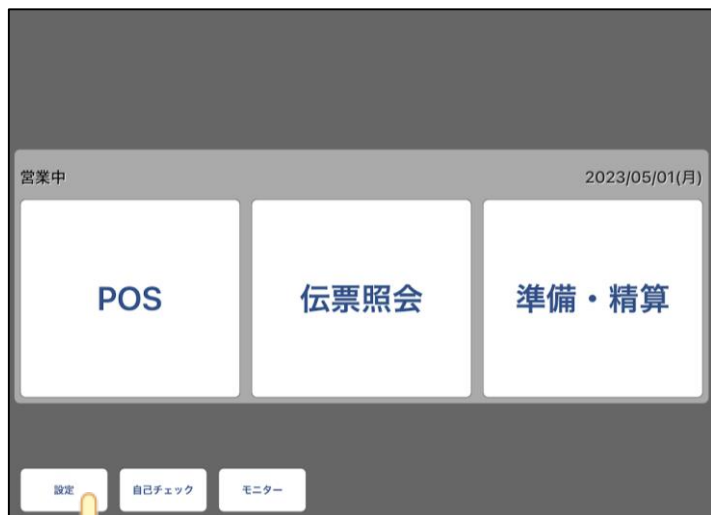 営業中 2023/05/01(月)
POS 伝票照会 準備・精算
設定 自己チェック モニター